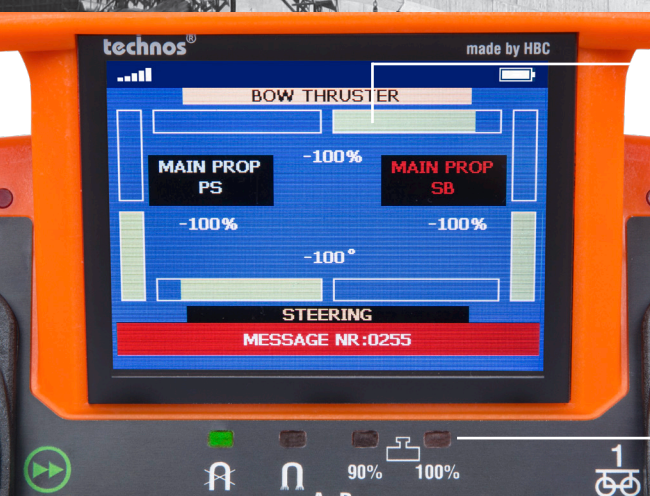 technos®
made by HBC
BOW THRUSTER
-100%
MAIN PROP
PS
MAIN PROP
SB
-100%
-100%
-100°
STEERING
MESSAGE NR:0255
90%
100%
1